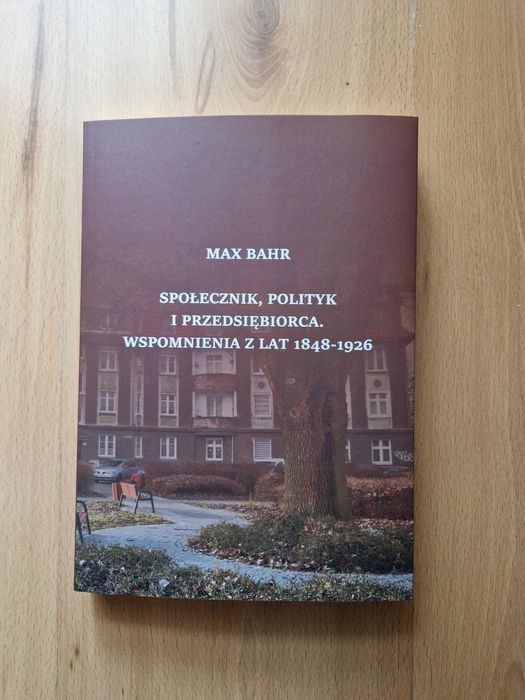 MAX BAHR
SPOŁECZNIK, POLITYK
I PRZEDSIĘBIORCA.
WSPOMNIENIA Z LAT 1848-1926